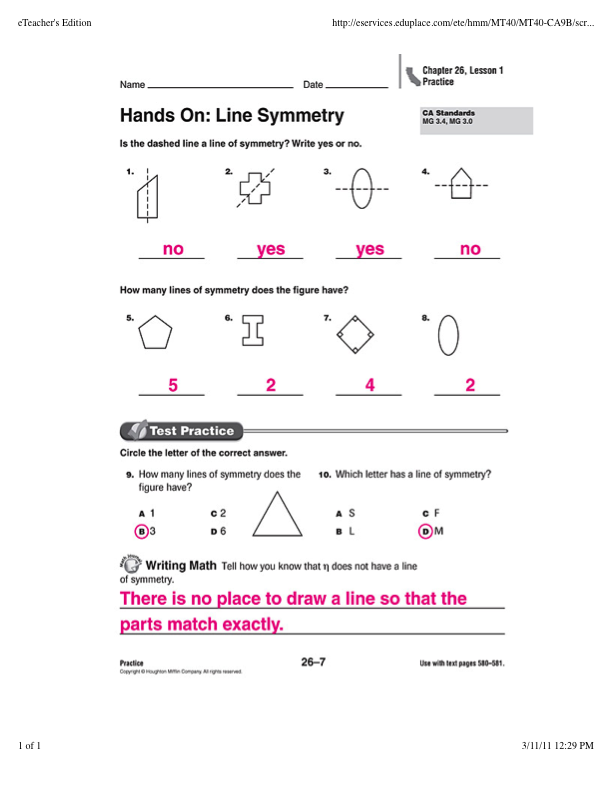 eTeacher's Edition http://eservices.eduplace.com/ete/hmm/MT40/MT40-CA9B/scr...
Chapter 26, Lesson 1
Practice
Name Date
Hands On: Line Symmetry
CA Standards
MG 3.4, MG 3.0
Is the dashed line a line of symmetry? Write yes or no.
1. 2. 3. 4.
no yes yes no
How many lines of symmetry does the figure have?
5. 6. 7. 8.
5 2 4 2
Test Practice
Circle the letter of the correct answer.
9. How many lines of symmetry does the 10. Which letter has a line of symmetry?
figure have?
A 1 C 2 A S C F
B 3 D 6 B L D M
Writing Math Tell how you know that η does not have a line
of symmetry.
There is no place to draw a line so that the
parts match exactly.
Practice 26–7 Use with text pages 580–581.
Copyright © Houghton Mifflin Company. All rights reserved.
1 of 1 3/11/11 12:29 PM